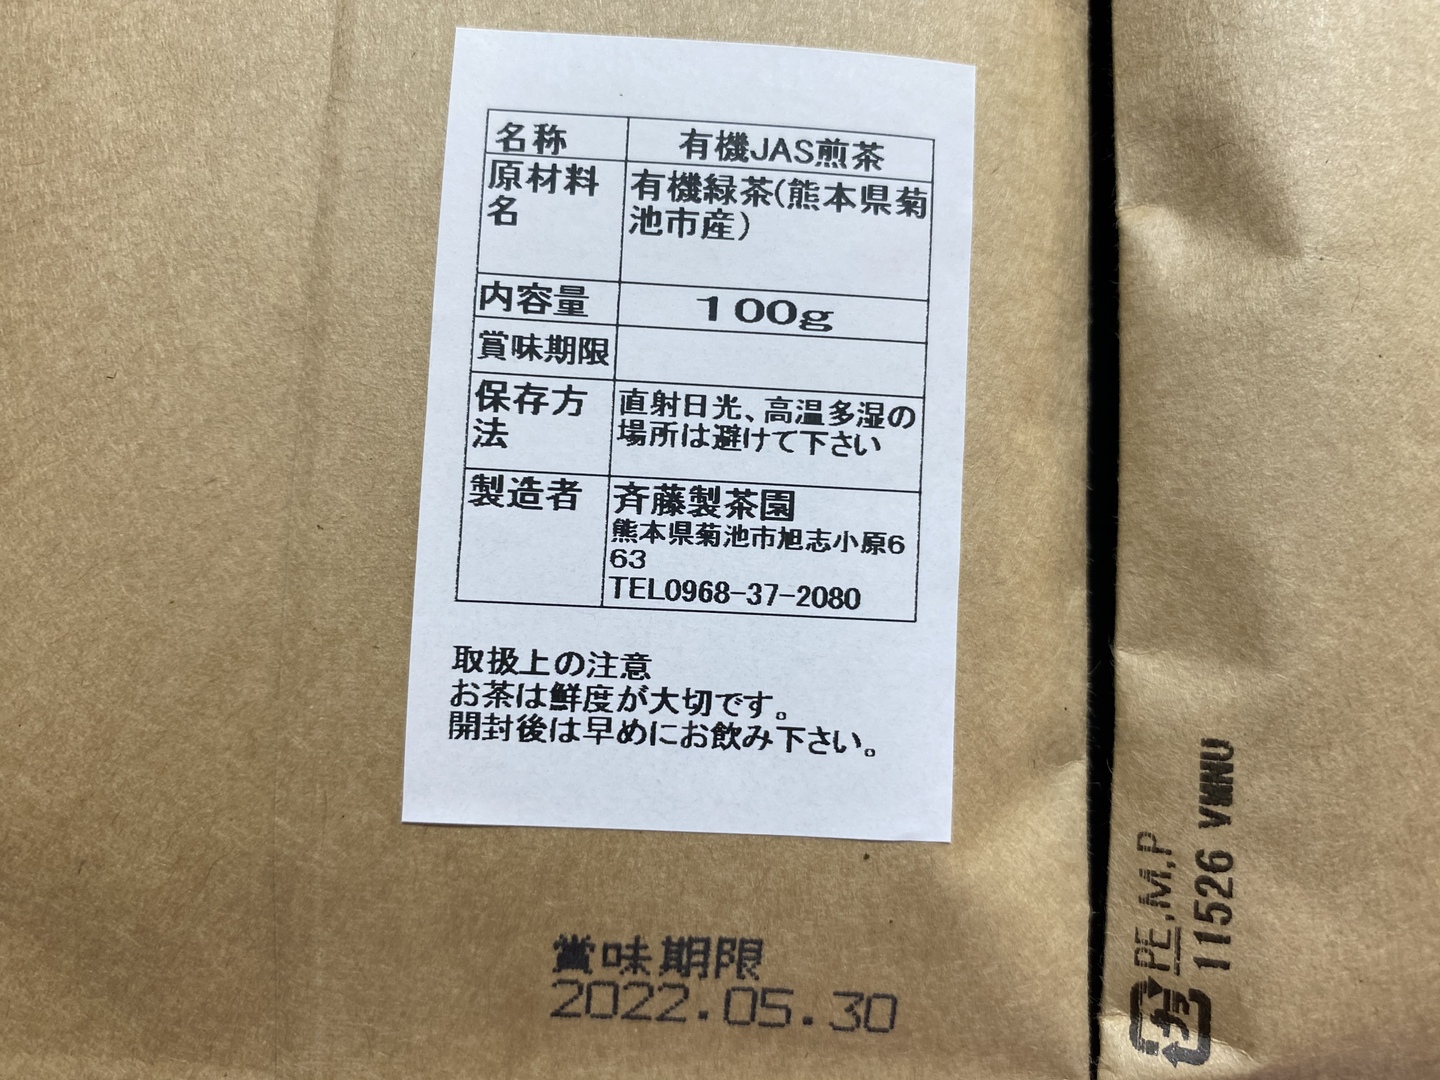 名称 有機JAS煎茶
原材料名 有機緑茶(熊本県菊池市産)
内容量 100g
賞味期限
保存方法 直射日光、高温多湿の場所は避けて下さい
製造者 斉藤製茶園
熊本県菊池市旭志小原663
TEL0968-37-2080
取扱上の注意
お茶は鮮度が大切です。
開封後は早めにお飲み下さい。
賞味期限
2022.05.30
プラ PE,M,P
11526 VMNU